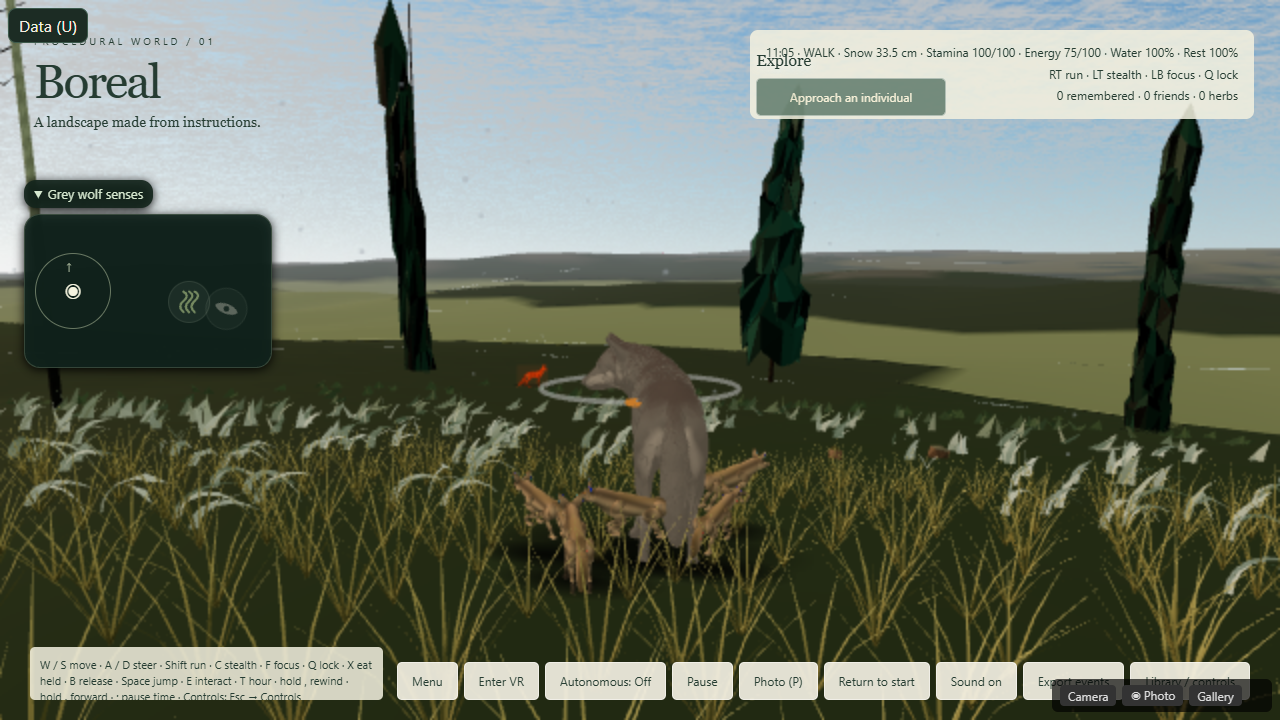 Data (U)
PROCEDURAL WORLD / 01
Boreal
A landscape made from instructions.
▼ Grey wolf senses
↑
11:05 · WALK · Snow 33.5 cm · Stamina 100/100 · Energy 75/100 · Water 100% · Rest 100%
Explore
RT run · LT stealth · LB focus · Q lock
Approach an individual
0 remembered · 0 friends · 0 herbs
W / S move · A / D steer · Shift run · C stealth · F focus · Q lock · X eat
held · B release · Space jump · E interact · T hour · hold , rewind ·
hold . forward · ; pause time · Controls: Esc → Controls
Menu
Enter VR
Autonomous: Off
Pause
Photo (P)
Return to start
Sound on
Export events
Library / controls
Camera
◉ Photo
Gallery